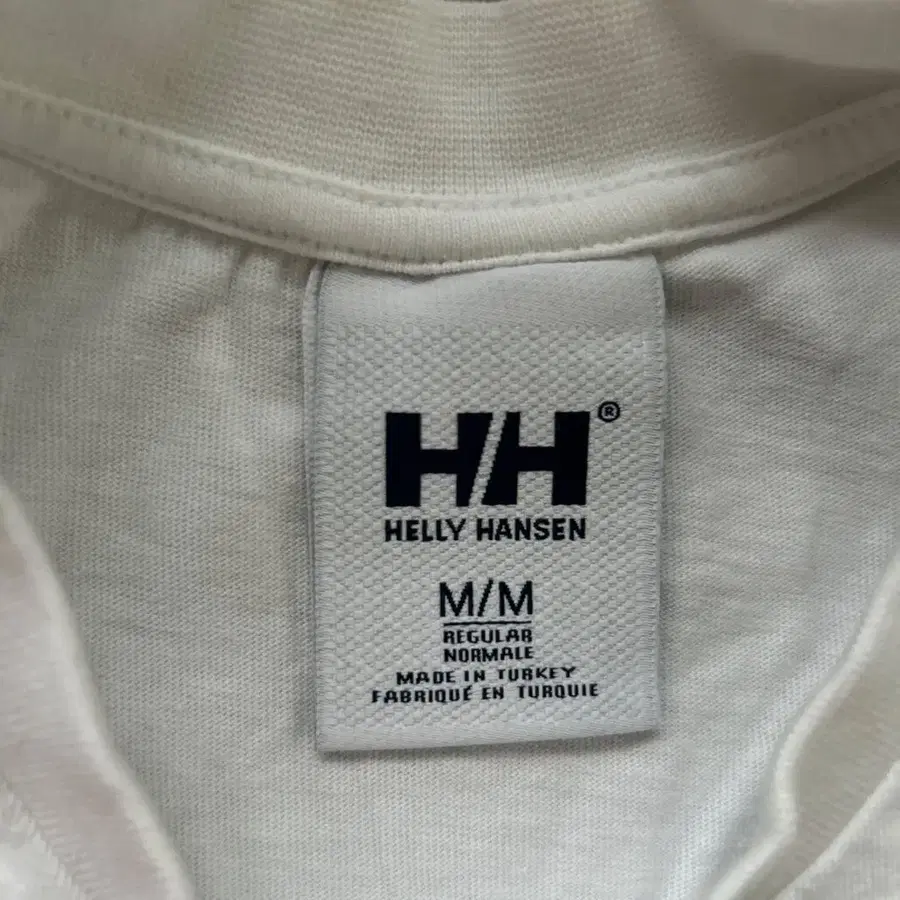 H/H®
HELLY HANSEN
M/M
REGULAR
NORMALE
MADE IN TURKEY
FABRIQUÉ EN TURQUIE